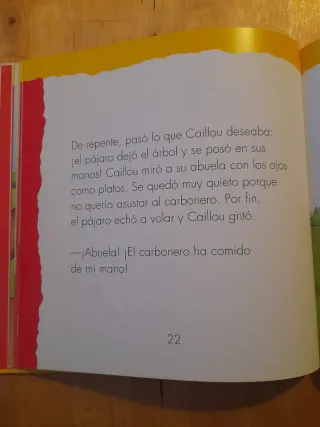 De repente, pasó lo que Caillou deseaba:
¡el pájaro dejó el árbol y se posó en sus
manos! Caillou miró a su abuela con los ojos
como platos. Se quedó muy quieto porque
no quería asustar al carbonero. Por fin,
el pájaro echó a volar y Caillou gritó:
—¡Abuela! ¡El carbonero ha comido
de mi mano!
22